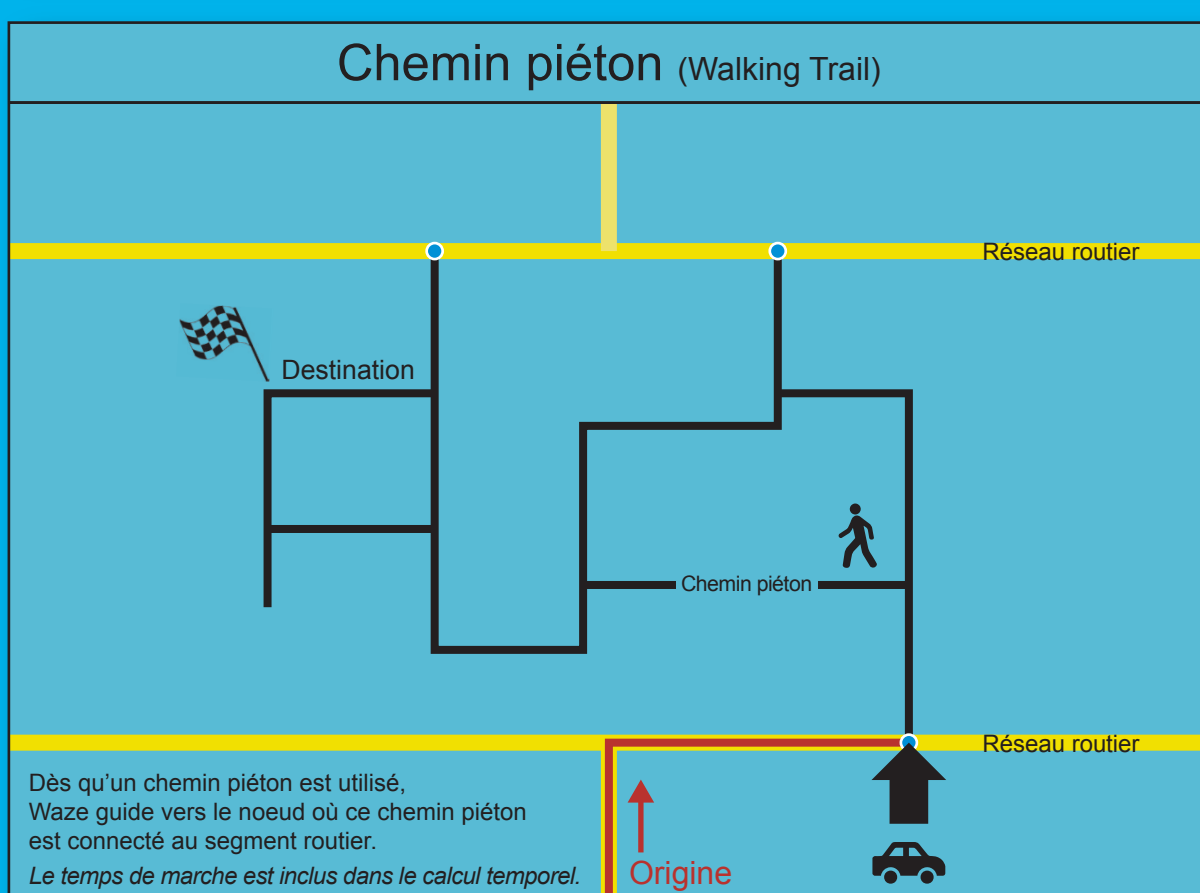 Chemin piéton (Walking Trail)
Réseau routier
Destination
Chemin piéton
Réseau routier
Dès qu’un chemin piéton est utilisé,
Waze guide vers le noeud où ce chemin piéton
est connecté au segment routier.
Le temps de marche est inclus dans le calcul temporel.
Origine